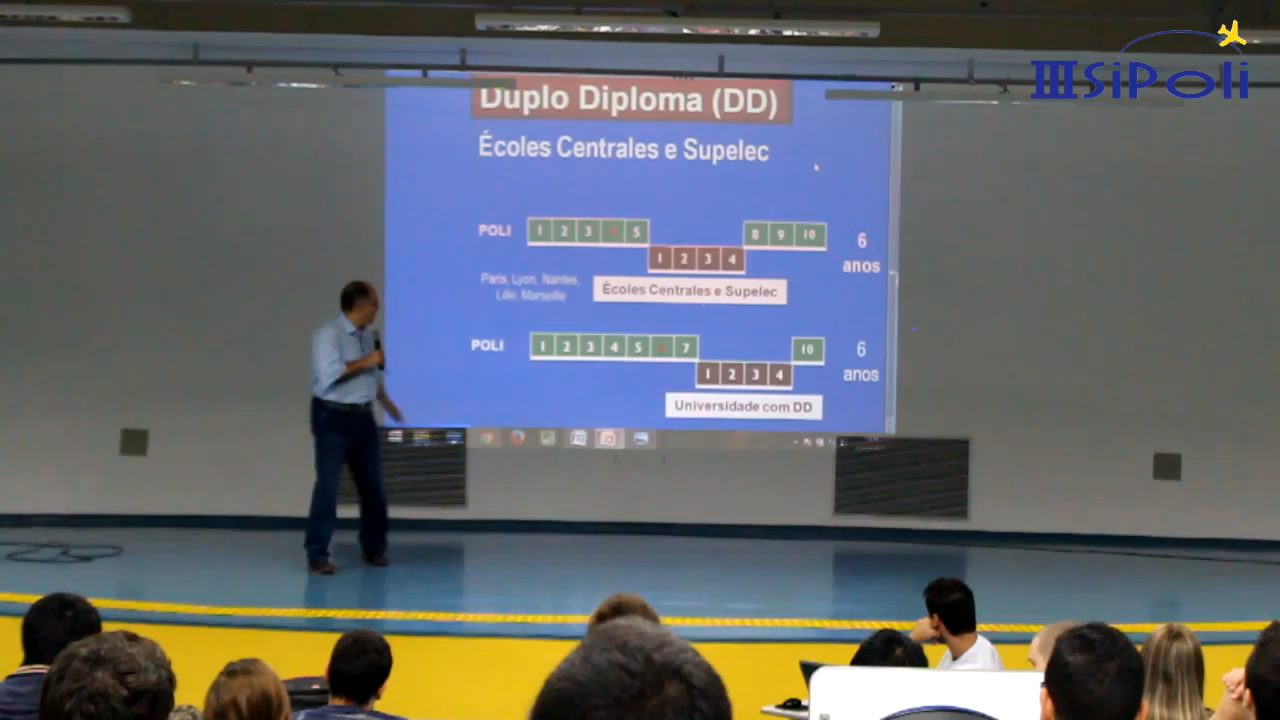 IIISiPoli
Duplo Diploma (DD)
Écoles Centrales e Supelec
POLI 1 2 3 4 5 8 9 10 6 anos
1 2 3 4
Paris, Lyon, Nantes,
Lille, Marseille
Écoles Centrales e Supelec
POLI 1 2 3 4 5 6 7 10 6 anos
1 2 3 4
Universidade com DD